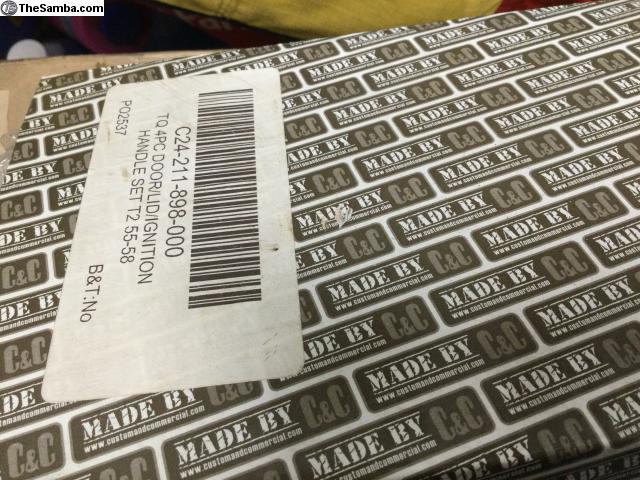 TheSamba.com
C24-211-898-000
TQ 4PC DOOR/LID/IGNITION
HANDLE SET T2 55-58
PO2537
B&T:No
MADE BY C&C
www.customandcommercial.com